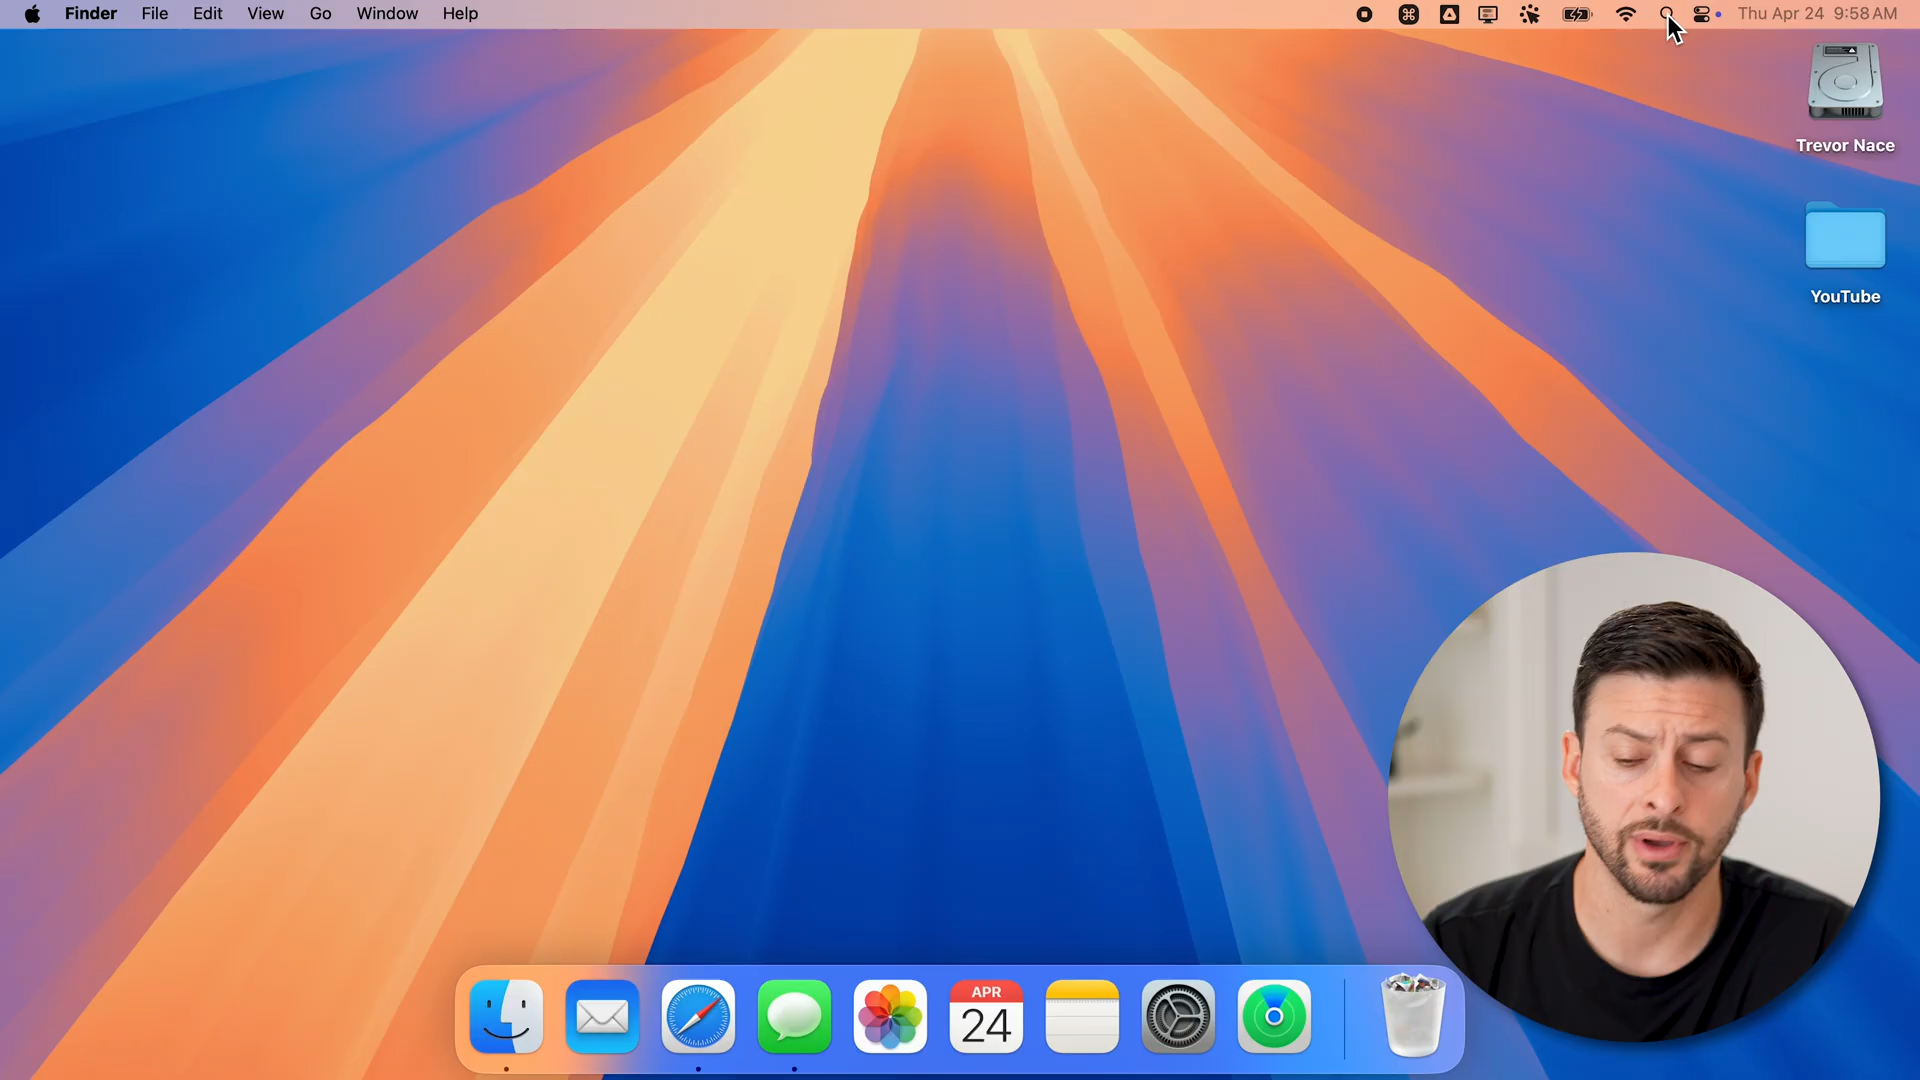 Finder File Edit View Go Window Help Thu Apr 24 9:58 AM
Trevor Nace
YouTube
APR
24